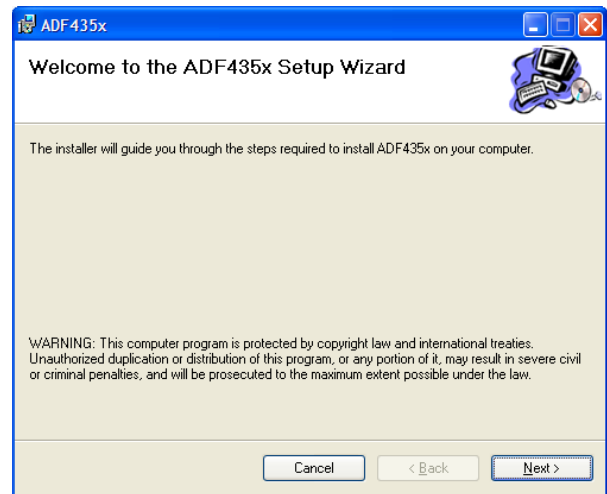 ADF435x
Welcome to the ADF435x Setup Wizard
The installer will guide you through the steps required to install ADF435x on your computer.
WARNING: This computer program is protected by copyright law and international treaties.
Unauthorized duplication or distribution of this program, or any portion of it, may result in severe civil
or criminal penalties, and will be prosecuted to the maximum extent possible under the law.
Cancel < Back Next >